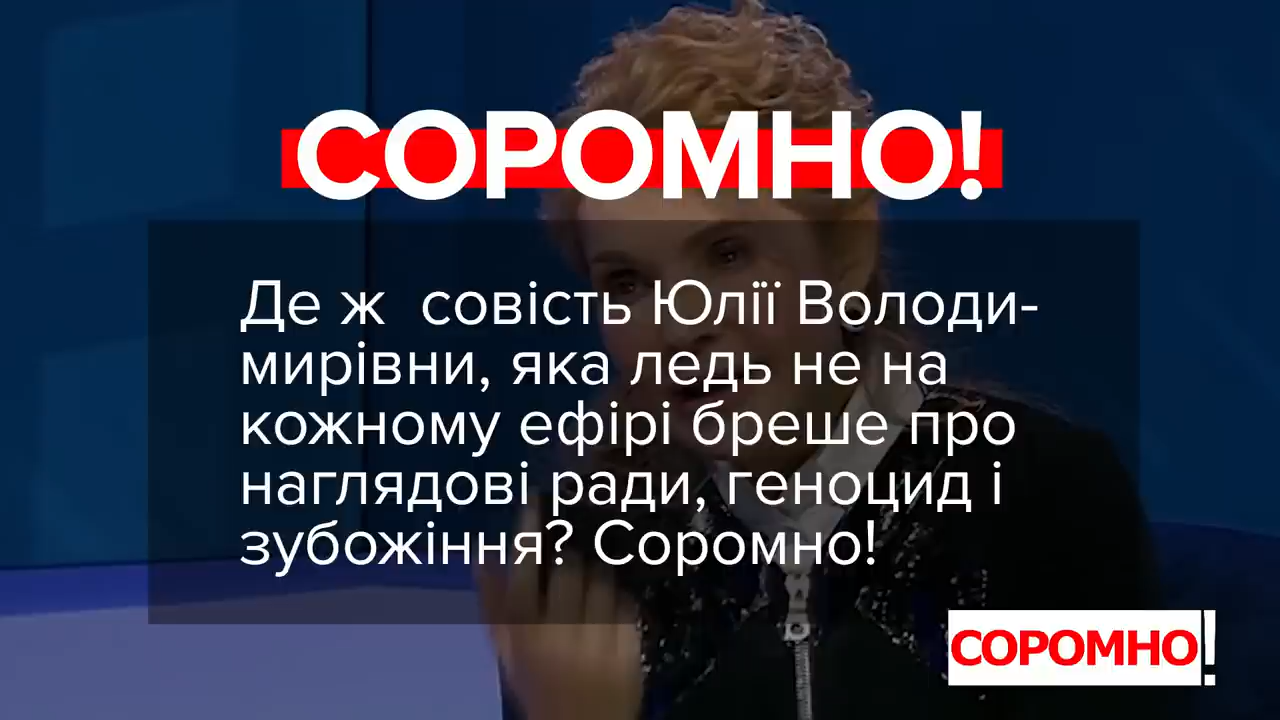 СОРОМНО!
Де ж  совість Юлії Володи-
мирівни, яка ледь не на
кожному ефірі бреше про
наглядові ради, геноцид і
зубожіння? Соромно!
СОРОМНО!